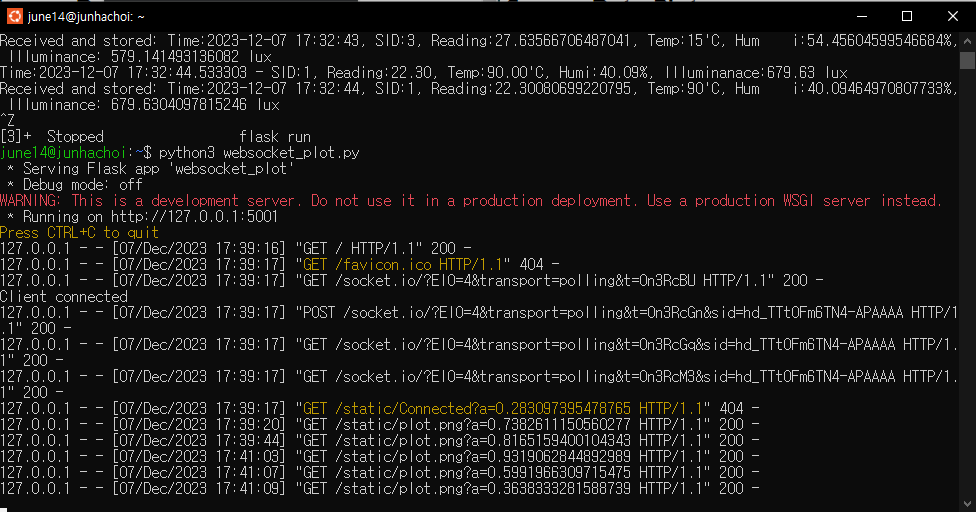 june14@junhachoi: ~
Received and stored: Time:2023-12-07 17:32:43, SID:3, Reading:27.63566706487041, Temp:15'C, Hum    i:54.45604599546684%,
 Illuminance: 579.141493136082 lux
Time:2023-12-07 17:32:44.533303 - SID:1, Reading:22.30, Temp:90.00'C, Humi:40.09%, Illuminanace:679.63 lux
Received and stored: Time:2023-12-07 17:32:44, SID:1, Reading:22.30080699220795, Temp:90'C, Hum    i:40.09464970807733%,
 Illuminance: 679.6304097815246 lux
^Z
[3]+  Stopped                 flask run
june14@junhachoi:~$ python3 websocket_plot.py
 * Serving Flask app 'websocket_plot'
 * Debug mode: off
WARNING: This is a development server. Do not use it in a production deployment. Use a production WSGI server instead.
 * Running on http://127.0.0.1:5001
Press CTRL+C to quit
127.0.0.1 - - [07/Dec/2023 17:39:16] "GET / HTTP/1.1" 200 -
127.0.0.1 - - [07/Dec/2023 17:39:17] "GET /favicon.ico HTTP/1.1" 404 -
127.0.0.1 - - [07/Dec/2023 17:39:17] "GET /socket.io/?EIO=4&transport=polling&t=On3RcBU HTTP/1.1" 200 -
Client connected
127.0.0.1 - - [07/Dec/2023 17:39:17] "POST /socket.io/?EIO=4&transport=polling&t=On3RcGn&sid=hd_TTtOFm6TN4-APAAAA HTTP/1
.1" 200 -
127.0.0.1 - - [07/Dec/2023 17:39:17] "GET /socket.io/?EIO=4&transport=polling&t=On3RcGq&sid=hd_TTtOFm6TN4-APAAAA HTTP/1.
1" 200 -
127.0.0.1 - - [07/Dec/2023 17:39:17] "GET /socket.io/?EIO=4&transport=polling&t=On3RcM3&sid=hd_TTtOFm6TN4-APAAAA HTTP/1.
1" 200 -
127.0.0.1 - - [07/Dec/2023 17:39:17] "GET /static/Connected?a=0.283097395478765 HTTP/1.1" 404 -
127.0.0.1 - - [07/Dec/2023 17:39:20] "GET /static/plot.png?a=0.7382611150560277 HTTP/1.1" 200 -
127.0.0.1 - - [07/Dec/2023 17:39:44] "GET /static/plot.png?a=0.8165159400104343 HTTP/1.1" 200 -
127.0.0.1 - - [07/Dec/2023 17:41:03] "GET /static/plot.png?a=0.9319062844892989 HTTP/1.1" 200 -
127.0.0.1 - - [07/Dec/2023 17:41:07] "GET /static/plot.png?a=0.5991966309715475 HTTP/1.1" 200 -
127.0.0.1 - - [07/Dec/2023 17:41:09] "GET /static/plot.png?a=0.3638333281588739 HTTP/1.1" 200 -